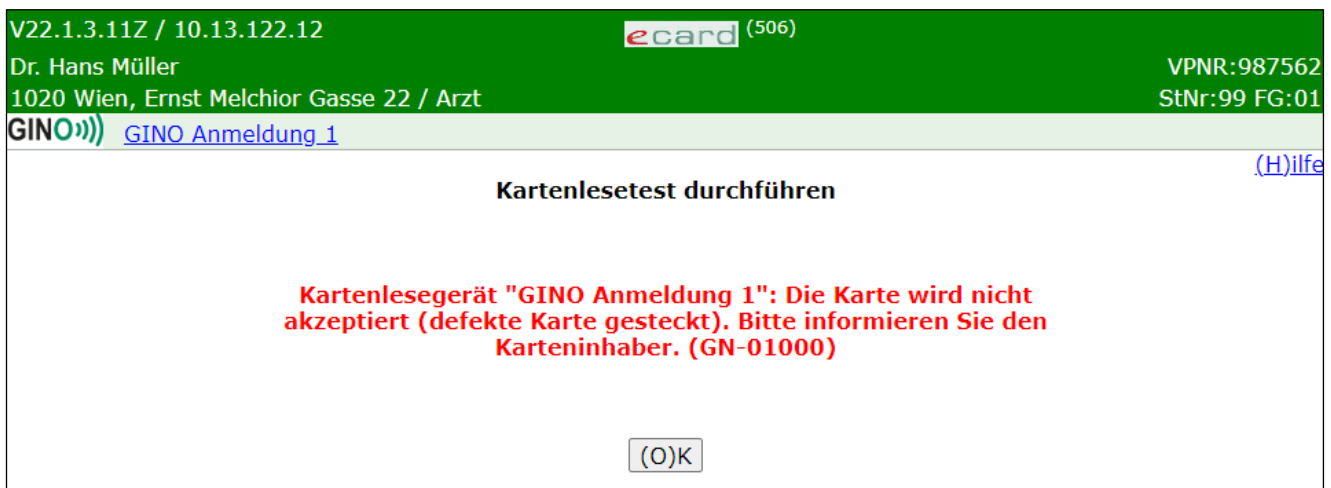 V22.1.3.11Z / 10.13.122.12 ecard (506)
Dr. Hans Müller VPNR:987562
1020 Wien, Ernst Melchior Gasse 22 / Arzt StNr:99 FG:01
GINO GINO Anmeldung 1
(H)ilfe
Kartenlesetest durchführen
Kartenlesegerät "GINO Anmeldung 1": Die Karte wird nicht
akzeptiert (defekte Karte gesteckt). Bitte informieren Sie den
Karteninhaber. (GN-01000)
(O)K